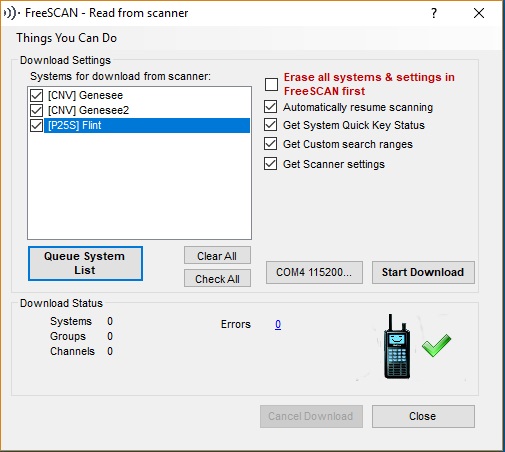 FreeSCAN - Read from scanner
Things You Can Do
Download Settings
Systems for download from scanner:
[CNV] Genesee
[CNV] Genesee2
[P25S] Flint
Erase all systems & settings in
FreeSCAN first
Automatically resume scanning
Get System Quick Key Status
Get Custom search ranges
Get Scanner settings
Queue System
List
Clear All
Check All
COM4 115200...
Start Download
Download Status
Systems 0
Groups 0
Channels 0
Errors 0
Cancel Download
Close